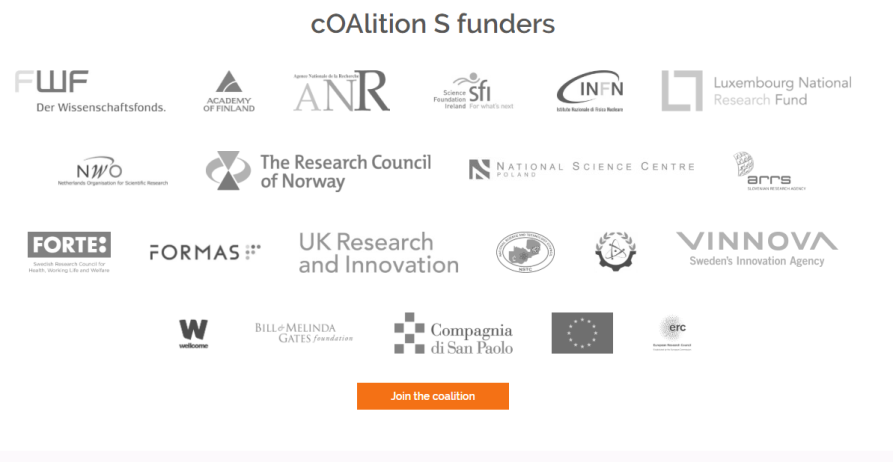 cOAlition S funders
FWF
Der Wissenschaftsfonds.
ACADEMY
OF FINLAND
Agence Nationale de la Recherche
ANR
Science
Foundation
Ireland
sfi
For what's next
INFN
Istituto Nazionale di Fisica Nucleare
Luxembourg National
Research Fund
NWO
Netherlands Organisation for Scientific Research
The Research Council
of Norway
NATIONAL SCIENCE CENTRE
POLAND
arrs
SLOVENIAN RESEARCH AGENCY
FORTE:
Swedish Research Council for
Health, Working Life and Welfare
FORMAS
UK Research
and Innovation
NSTC
VINNOVA
Sweden's Innovation Agency
W
wellcome
BILL & MELINDA
GATES foundation
Compagnia
di San Paolo
erc
European Research Council
Join the coalition